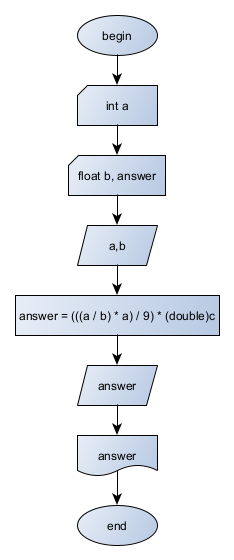 begin
int a
float b, answer
a,b
answer = (((a / b) * a) / 9) * (double)c
answer
answer
end